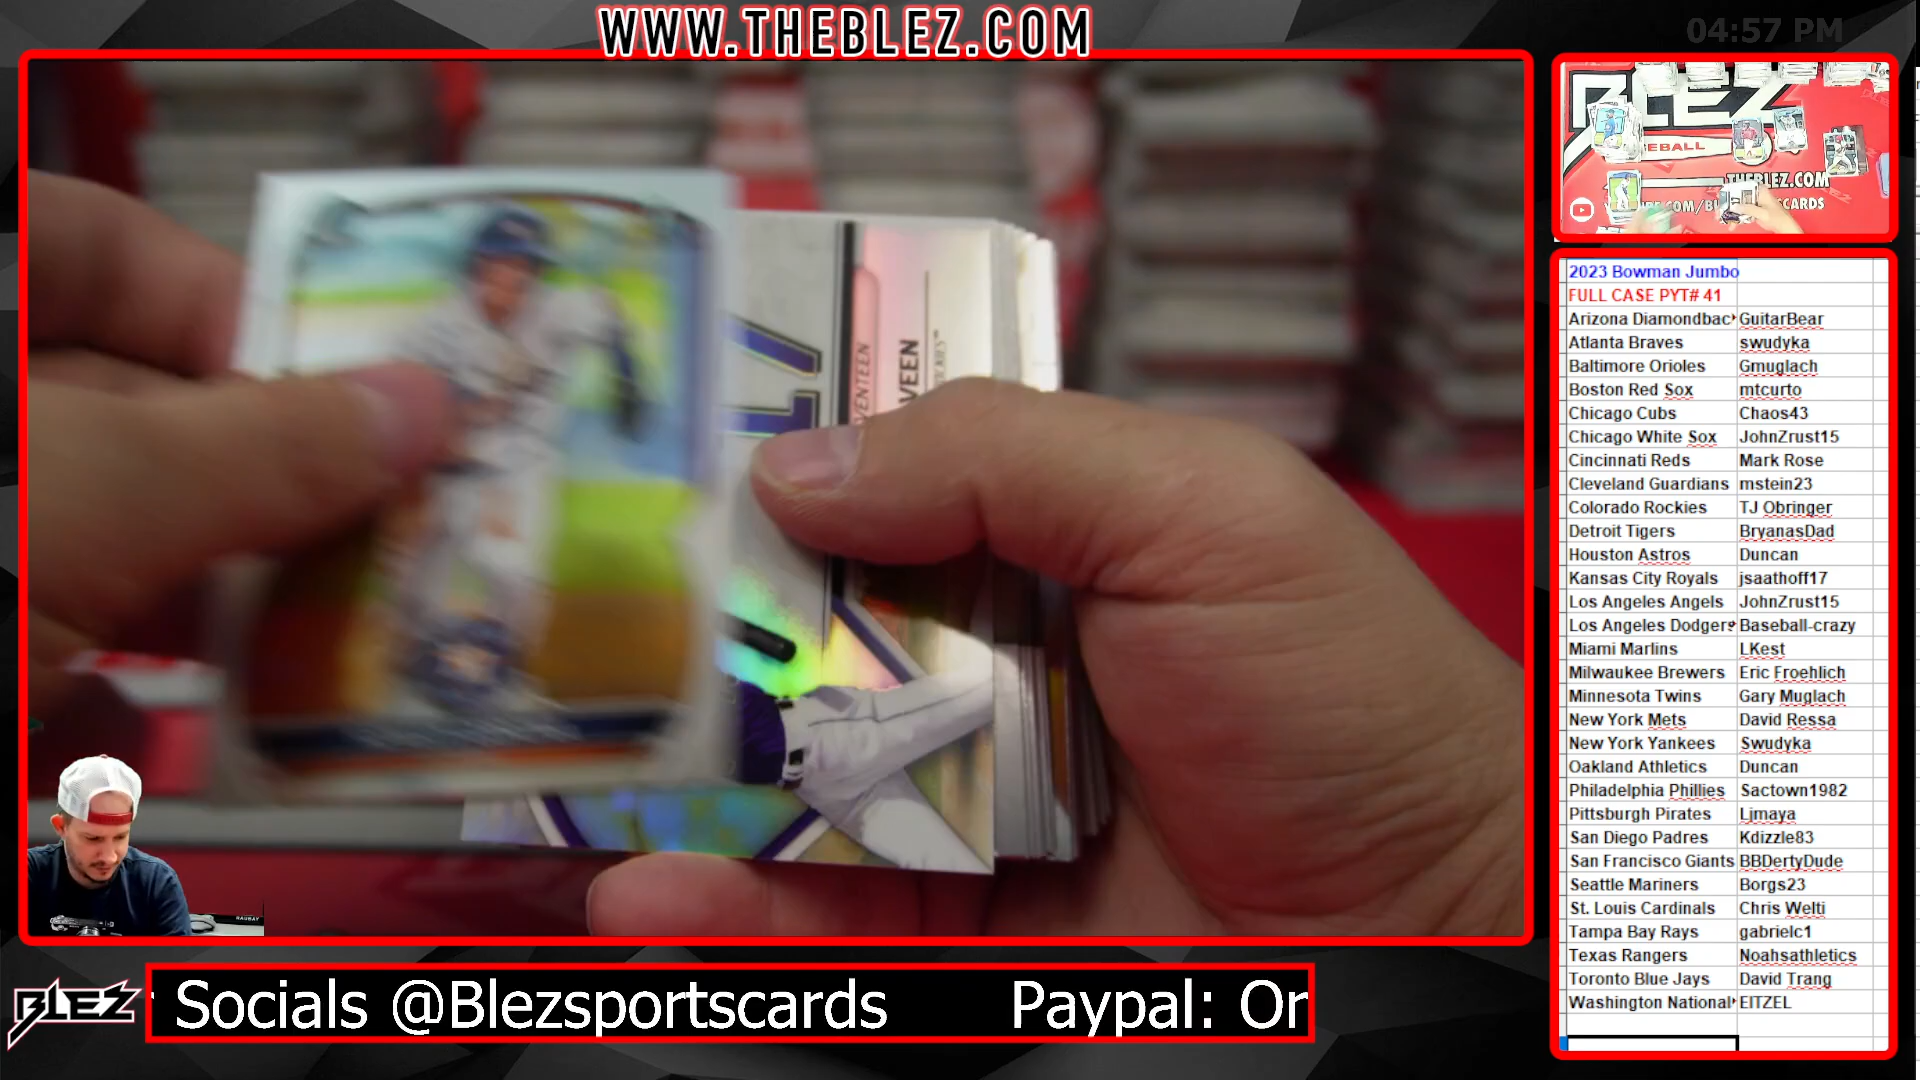 WWW.THEBLEZ.COM
04:57 PM
VENTEEN
VEEN
BLEZ
EBALL
THEBLEZ.COM
2023 Bowman Jumbo
FULL CASE PYT# 41
Arizona Diamondbac GuitarBear
Atlanta Braves swudyka
Baltimore Orioles Gmuglach
Boston Red Sox mtcurto
Chicago Cubs Chaos43
Chicago White Sox JohnZrust15
Cincinnati Reds Mark Rose
Cleveland Guardians mstein23
Colorado Rockies TJ Obringer
Detroit Tigers BryanasDad
Houston Astros Duncan
Kansas City Royals jsaathoff17
Los Angeles Angels JohnZrust15
Los Angeles Dodgers Baseball-crazy
Miami Marlins LKest
Milwaukee Brewers Eric Froehlich
Minnesota Twins Gary Muglach
New York Mets David Ressa
New York Yankees Swudyka
Oakland Athletics Duncan
Philadelphia Phillies Sactown1982
Pittsburgh Pirates Ljmaya
San Diego Padres Kdizzle83
San Francisco Giants BBDertyDude
Seattle Mariners Borgs23
St. Louis Cardinals Chris Welti
Tampa Bay Rays gabrielc1
Texas Rangers Noahsathletics
Toronto Blue Jays David Trang
Washington National EITZEL
BLEZ
Socials @Blezsportscards Paypal: Or